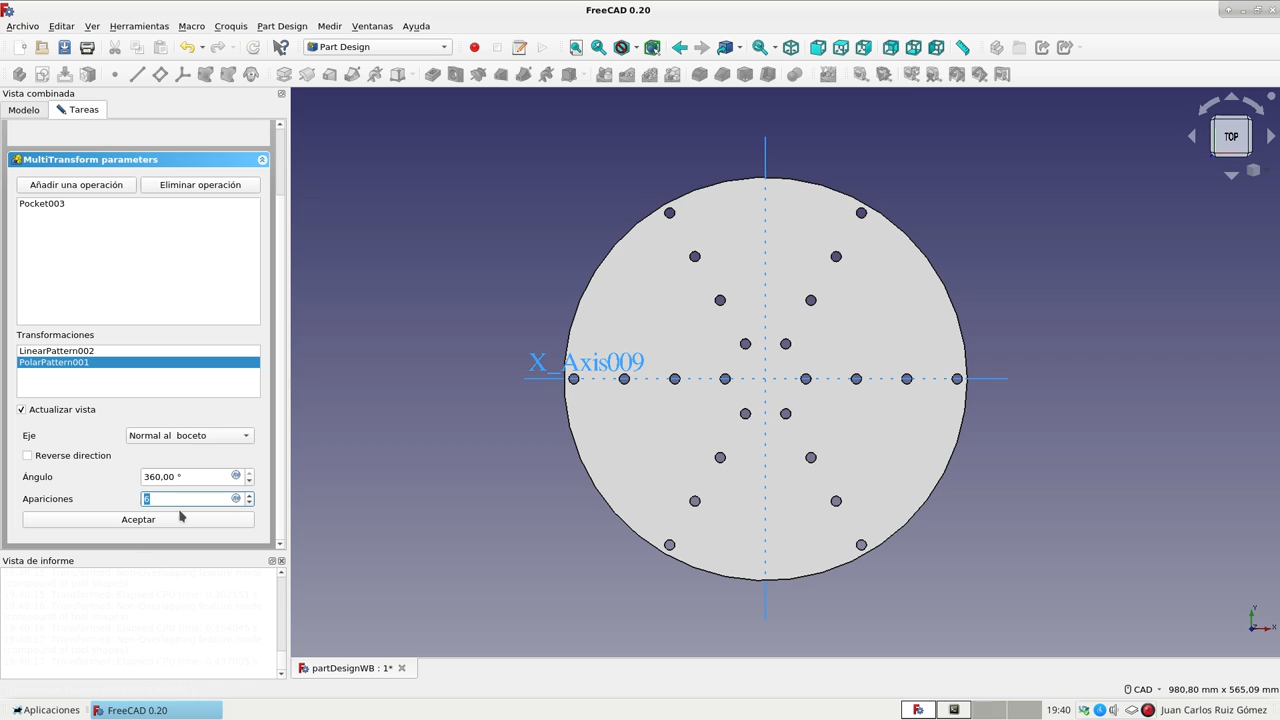 FreeCAD 0.20
Archivo Editar Ver Herramientas Macro Croquis Part Design Medir Ventanas Ayuda
Part Design
Vista combinada
Modelo Tareas
MultiTransform parameters
Añadir una operación Eliminar operación
Pocket003
Transformaciones
LinearPattern002
PolarPattern001
Actualizar vista
Eje Normal al boceto
Reverse direction
Ángulo 360,00 °
Apariciones 6
Aceptar
Vista de informe
TOP
X_Axis009
Y
X
partDesignWB : 1*
CAD 980,80 mm x 565,09 mm
Aplicaciones FreeCAD 0.20 19:40 Juan Carlos Ruiz Gómez